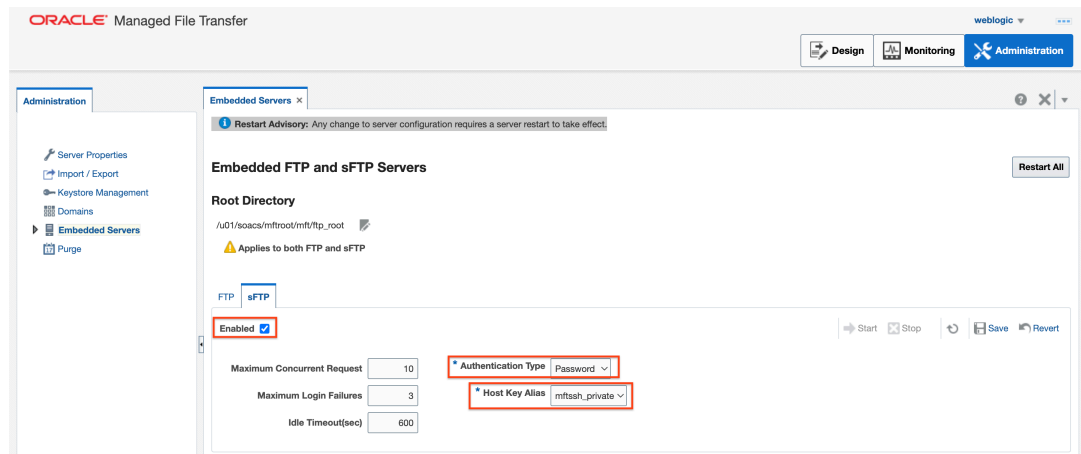 ORACLE® Managed File Transfer
weblogic
Design
Monitoring
Administration
Administration
Server Properties
Import / Export
Keystore Management
Domains
Embedded Servers
17 Purge
Embedded Servers ×
Restart Advisory: Any change to server configuration requires a server restart to take effect.
Embedded FTP and sFTP Servers
Restart All
Root Directory
/u01/soacs/mftroot/mft/ftp_root
Applies to both FTP and sFTP
FTP sFTP
Enabled
Start Stop Save Revert
Maximum Concurrent Request 10 * Authentication Type Password
Maximum Login Failures 3 * Host Key Alias mftssh_private
Idle Timeout(sec) 600